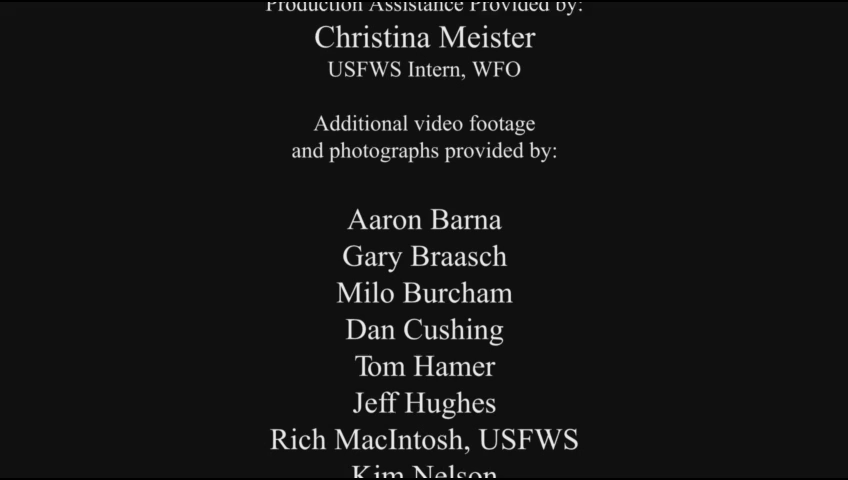 Production Assistance Provided by:
Christina Meister
USFWS Intern, WFO
Additional video footage
and photographs provided by:
Aaron Barna
Gary Braasch
Milo Burcham
Dan Cushing
Tom Hamer
Jeff Hughes
Rich MacIntosh, USFWS
Kim Nelson